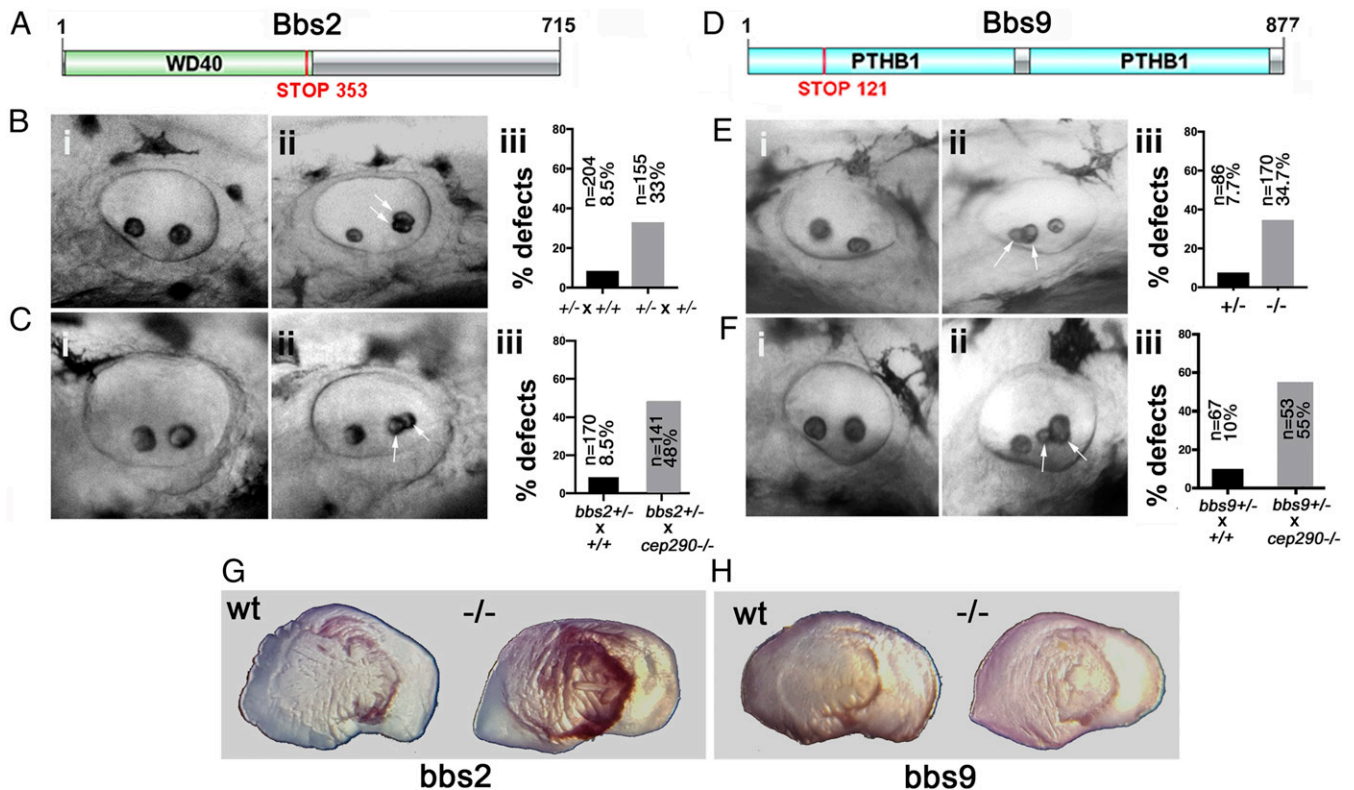 A
1
Bbs2
715
WD40
STOP 353
D
1
Bbs9
877
PTHB1
PTHB1
STOP 121
B
i
ii
iii
% defects
80
60
40
20
0
n=204
8.5%
n=155
33%
+/- x +/+
+/- x +/-
E
i
ii
iii
% defects
80
60
40
20
0
n=86
7.7%
n=170
34.7%
+/-
-/-
C
i
ii
iii
% defects
80
60
40
20
0
n=170
8.5%
n=141
48%
bbs2+/-
x
+/+
bbs2+/-
x
cep290-/-
F
i
ii
iii
% defects
80
60
40
20
0
n=67
10%
n=53
55%
bbs9+/-
x
+/+
bbs9+/-
x
cep290-/-
G
wt
-/-
bbs2
H
wt
-/-
bbs9